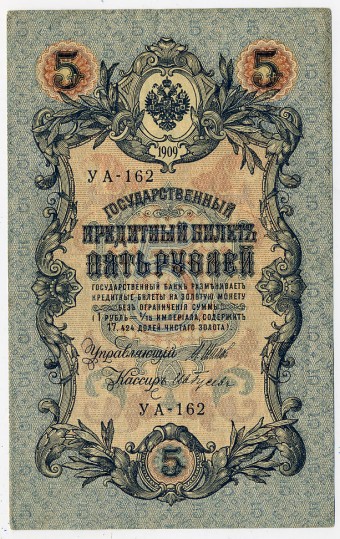 5 5
1909
УА-162
ГОСУДАРСТВЕННЫЙ
КРЕДИТНЫЙ БИЛЕТЪ
ПЯТЬ РУБЛЕЙ
ГОСУДАРСТВЕННЫЙ БАНКЪ РАЗМѢНИВАЕТЪ
КРЕДИТНЫЕ БИЛЕТЫ НА ЗОЛОТУЮ МОНЕТУ
БЕЗЪ ОГРАНИЧЕНІЯ СУММЫ
(1 РУБЛЬ = 1/15 ИМПЕРІАЛА, СОДЕРЖИТЪ
17,424 ДОЛЕЙ ЧИСТАГО ЗОЛОТА).
Управляющій
Кассиръ
УА-162
5